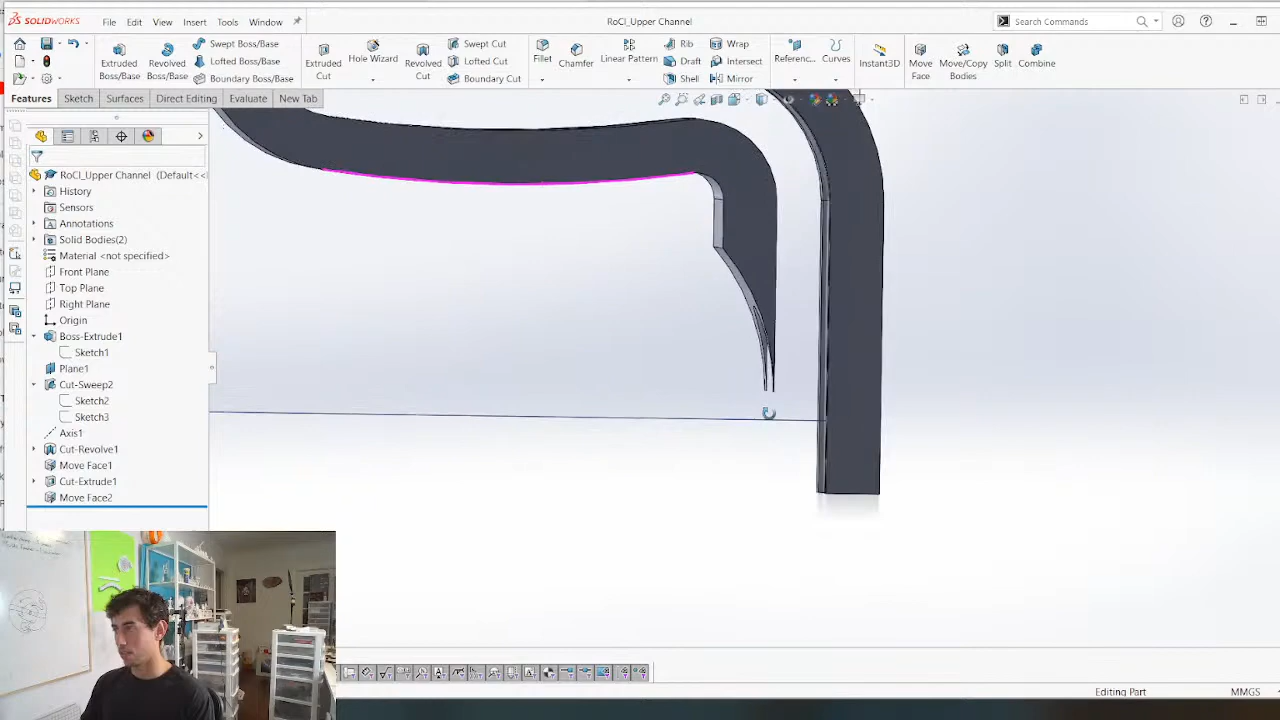 SOLIDWORKS File Edit View Insert Tools Window RoCI_Upper Channel Search Commands
Extruded Boss/Base
Revolved Boss/Base
Swept Boss/Base
Lofted Boss/Base
Boundary Boss/Base
Extruded Cut
Hole Wizard
Revolved Cut
Swept Cut
Lofted Cut
Boundary Cut
Fillet
Chamfer
Linear Pattern
Rib
Draft
Shell
Wrap
Intersect
Mirror
Referenc...
Curves
Instant3D
Move Face
Move/Copy Bodies
Split
Combine
Features Sketch Surfaces Direct Editing Evaluate New Tab
RoCI_Upper Channel (Default<<
History
Sensors
Annotations
Solid Bodies(2)
Material <not specified>
Front Plane
Top Plane
Right Plane
Origin
Boss-Extrude1
Sketch1
Plane1
Cut-Sweep2
Sketch2
Sketch3
Axis1
Cut-Revolve1
Move Face1
Cut-Extrude1
Move Face2
Editing Part MMGS